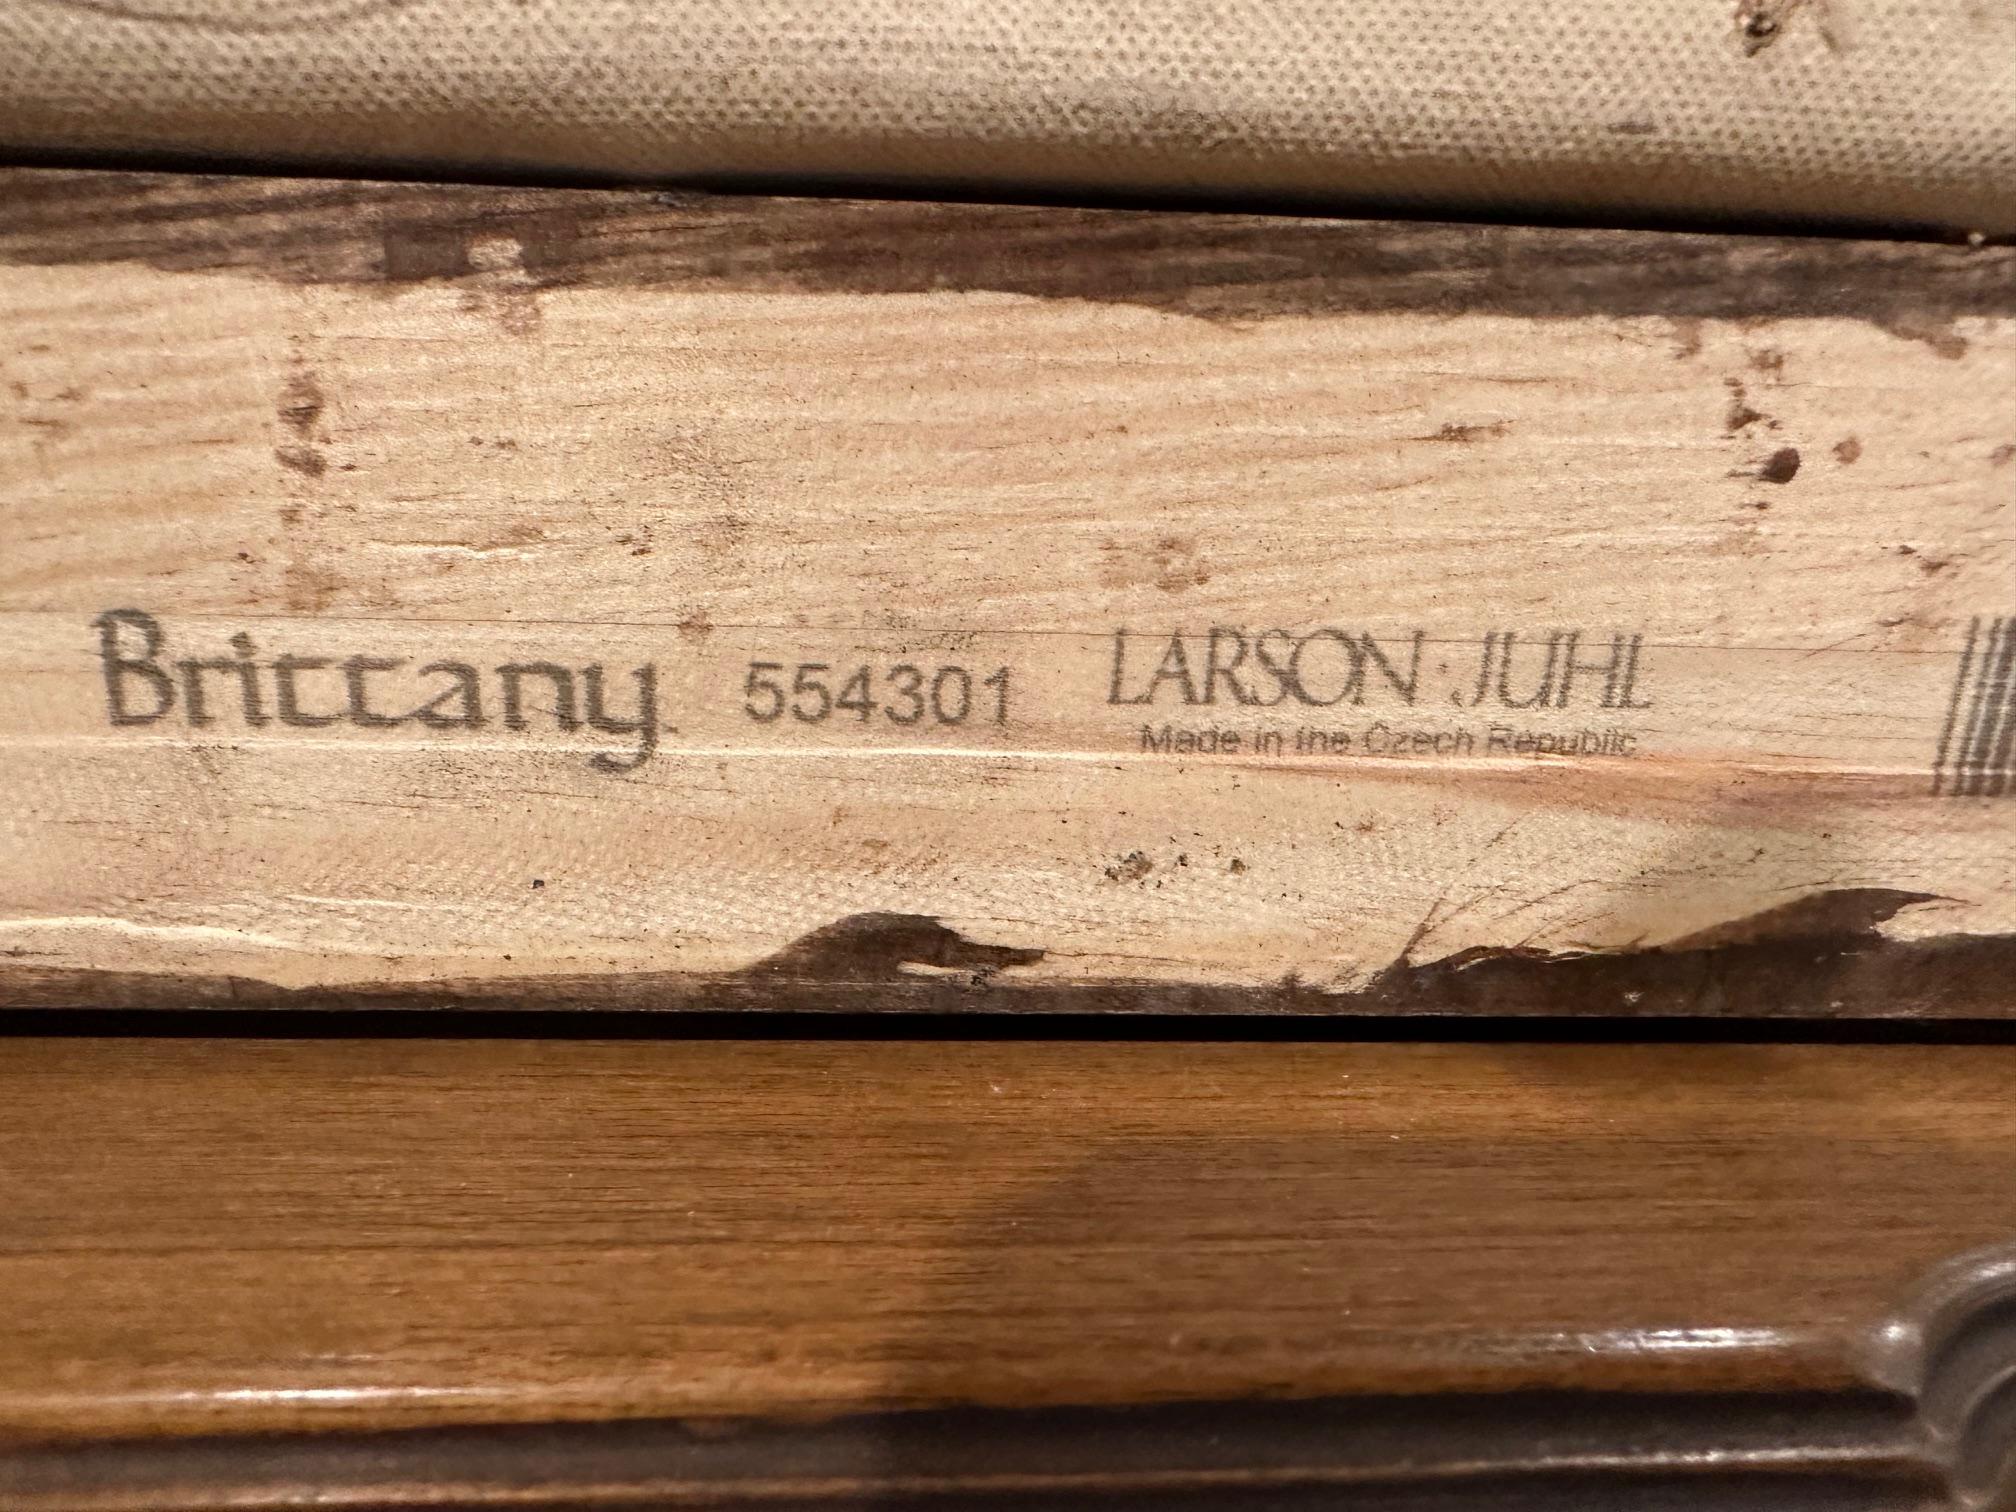 Brittany 554301 LARSON·JUHL
Made in the Czech Republic